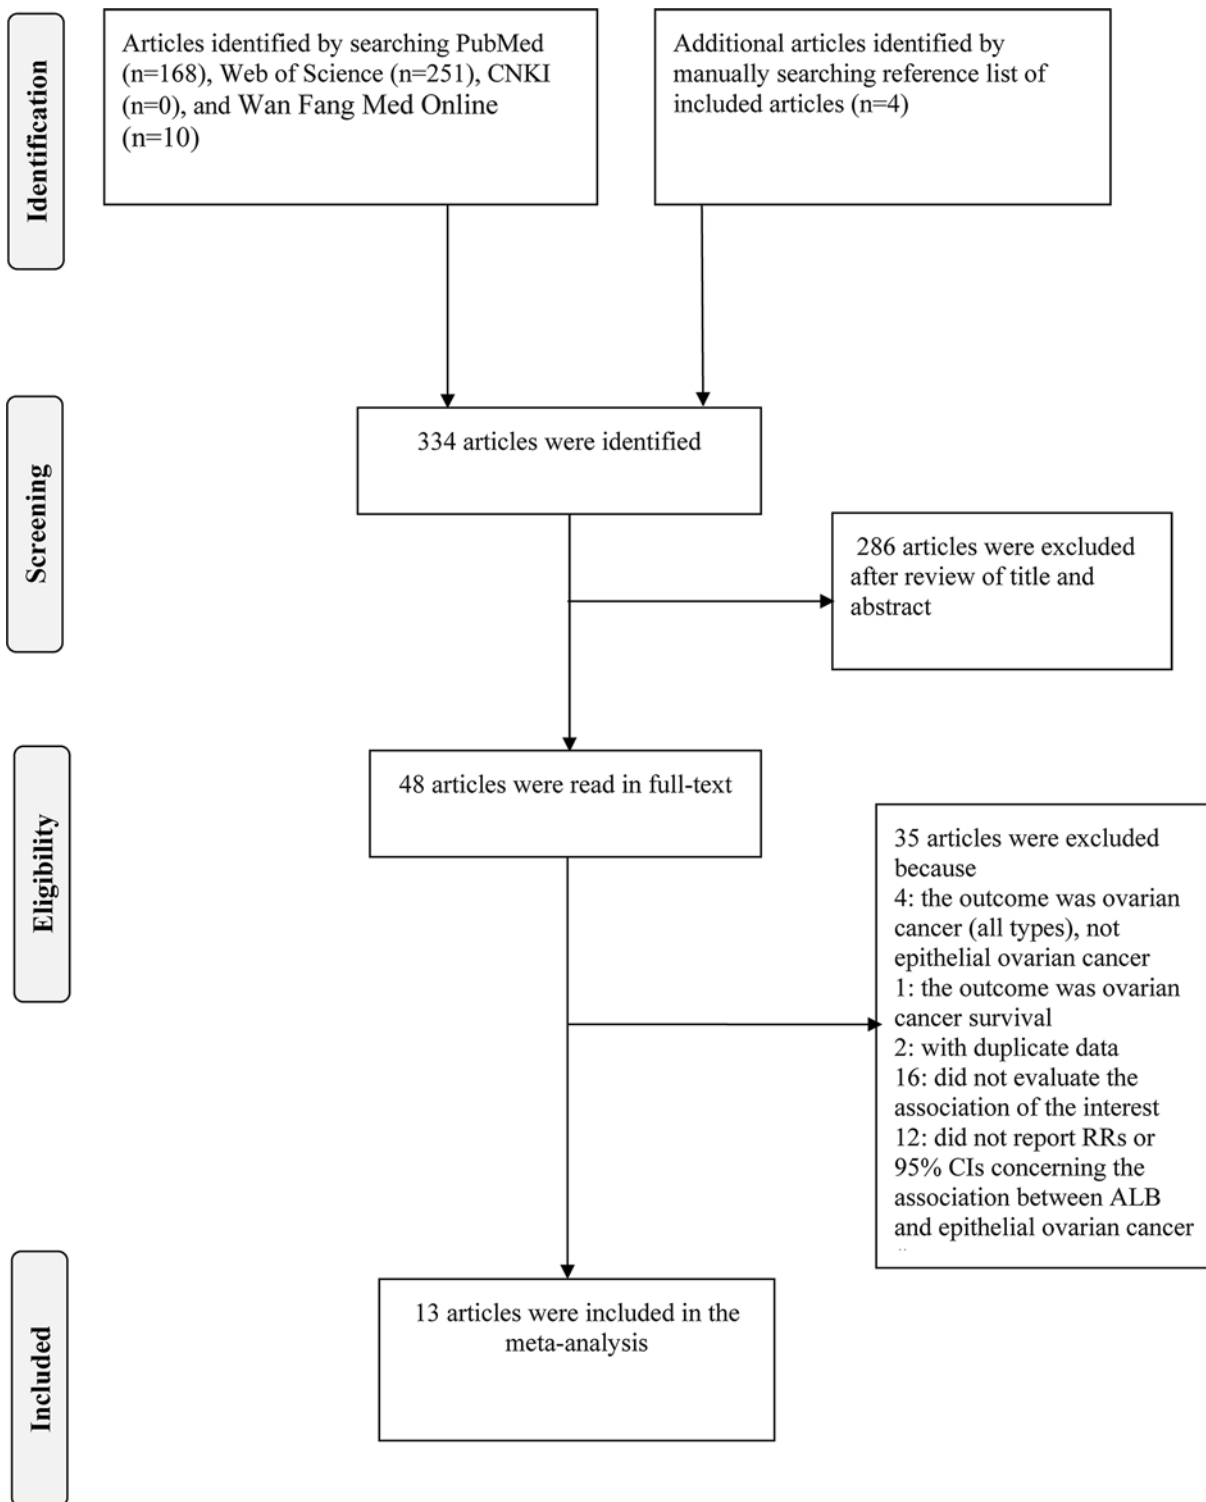 Identification
Articles identified by searching PubMed
(n=168), Web of Science (n=251), CNKI
(n=0), and Wan Fang Med Online
(n=10)
Additional articles identified by
manually searching reference list of
included articles (n=4)
Screening
334 articles were identified
286 articles were excluded
after review of title and
abstract
Eligibility
48 articles were read in full-text
35 articles were excluded
because
4: the outcome was ovarian
cancer (all types), not
epithelial ovarian cancer
1: the outcome was ovarian
cancer survival
2: with duplicate data
16: did not evaluate the
association of the interest
12: did not report RRs or
95% CIs concerning the
association between ALB
and epithelial ovarian cancer
Included
13 articles were included in the
meta-analysis